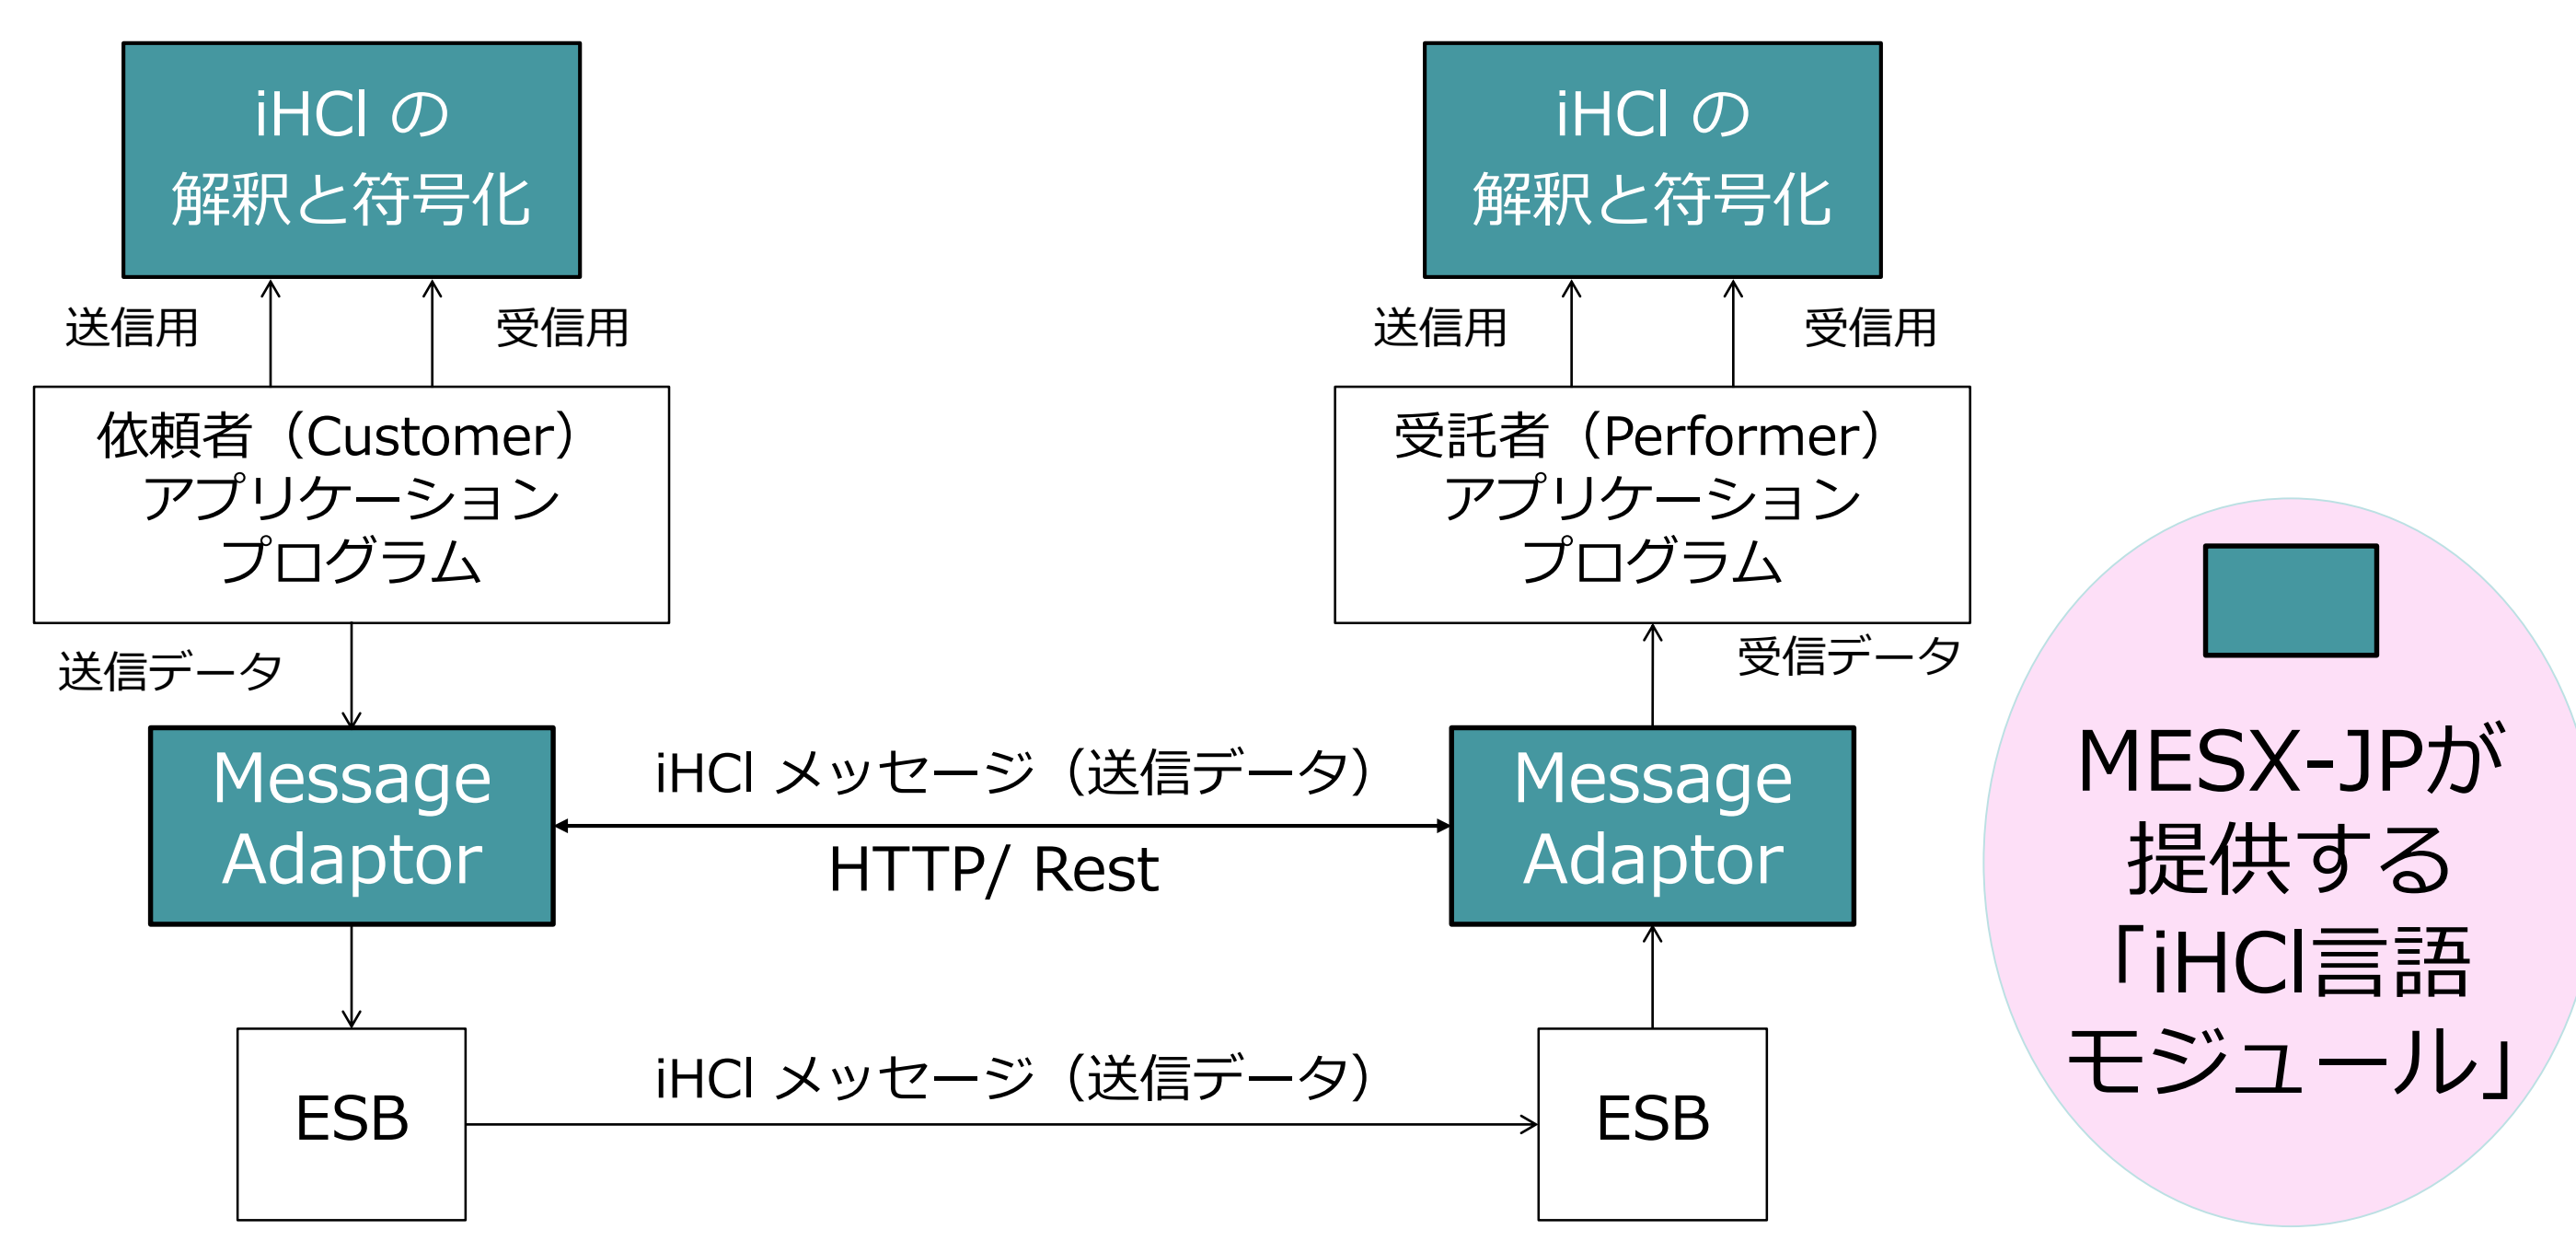 iHCl の
解釈と符号化
送信用
受信用
依頼者（Customer）
アプリケーション
プログラム
送信データ
Message
Adaptor
iHCl メッセージ（送信データ）
HTTP/ Rest
ESB
iHCl メッセージ（送信データ）
iHCl の
解釈と符号化
送信用
受信用
受託者（Performer）
アプリケーション
プログラム
受信データ
Message
Adaptor
ESB
MESX-JPが
提供する
「iHCl言語
モジュール」